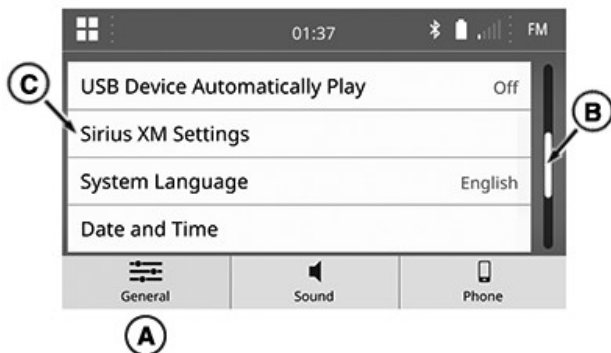 01:37 FM
USB Device Automatically Play Off
C
Sirius XM Settings
B
System Language English
Date and Time
General Sound Phone
A